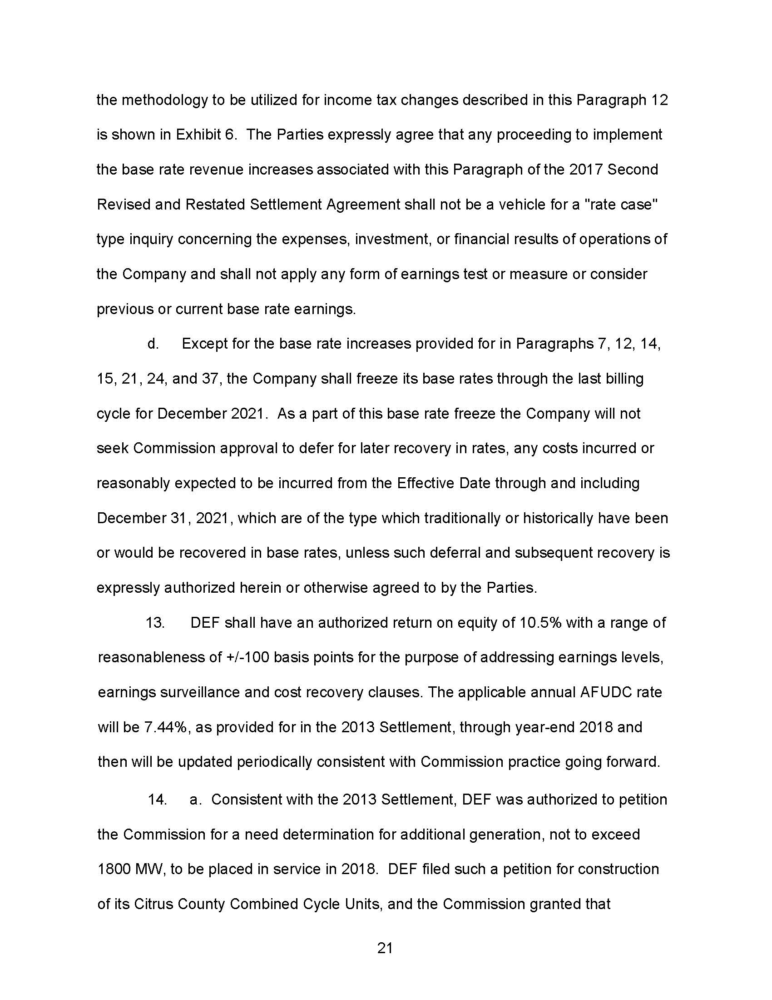 the methodology to be utilized for income tax changes described in this Paragraph 12
is shown in Exhibit 6.  The Parties expressly agree that any proceeding to implement
the base rate revenue increases associated with this Paragraph of the 2017 Second
Revised and Restated Settlement Agreement shall not be a vehicle for a "rate case"
type inquiry concerning the expenses, investment, or financial results of operations of
the Company and shall not apply any form of earnings test or measure or consider
previous or current base rate earnings.
d. Except for the base rate increases provided for in Paragraphs 7, 12, 14,
15, 21, 24, and 37, the Company shall freeze its base rates through the last billing
cycle for December 2021.  As a part of this base rate freeze the Company will not
seek Commission approval to defer for later recovery in rates, any costs incurred or
reasonably expected to be incurred from the Effective Date through and including
December 31, 2021, which are of the type which traditionally or historically have been
or would be recovered in base rates, unless such deferral and subsequent recovery is
expressly authorized herein or otherwise agreed to by the Parties.
13. DEF shall have an authorized return on equity of 10.5% with a range of
reasonableness of +/-100 basis points for the purpose of addressing earnings levels,
earnings surveillance and cost recovery clauses. The applicable annual AFUDC rate
will be 7.44%, as provided for in the 2013 Settlement, through year-end 2018 and
then will be updated periodically consistent with Commission practice going forward.
14. a.  Consistent with the 2013 Settlement, DEF was authorized to petition
the Commission for a need determination for additional generation, not to exceed
1800 MW, to be placed in service in 2018.  DEF filed such a petition for construction
of its Citrus County Combined Cycle Units, and the Commission granted that
21